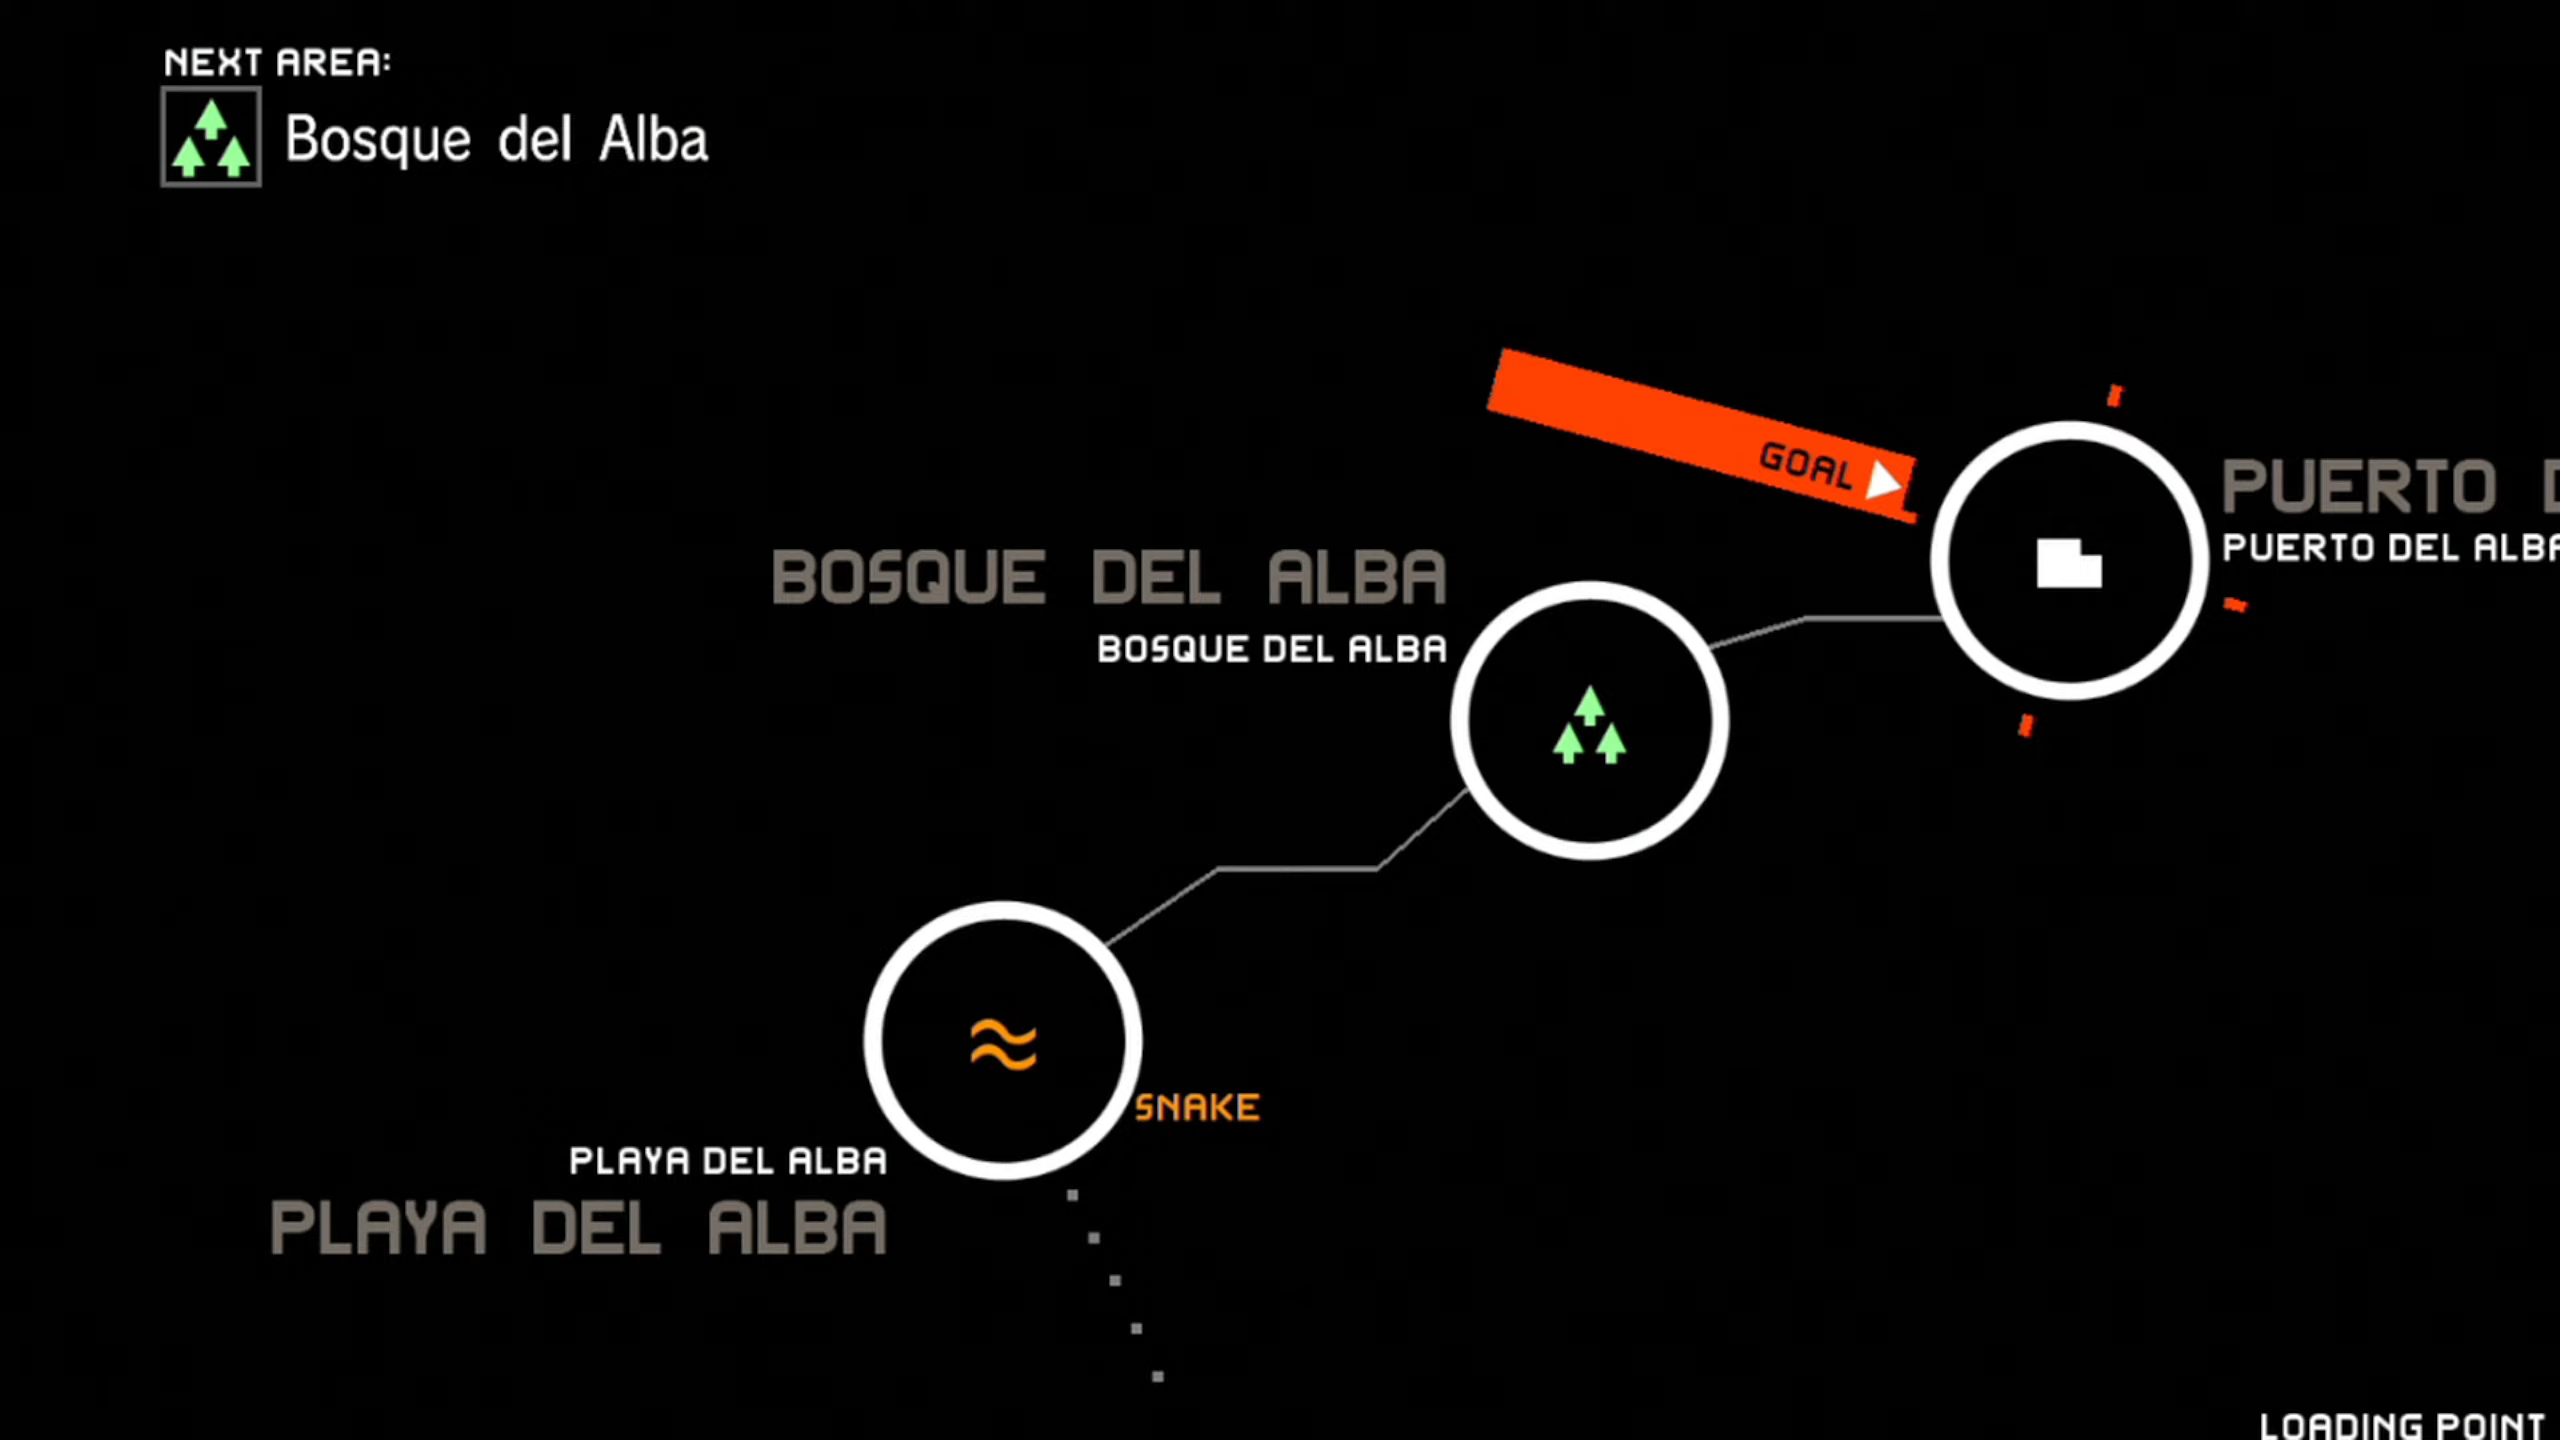 NEXT AREA:
Bosque del Alba
GOAL
PUERTO
PUERTO DEL ALBA
BOSQUE DEL ALBA
BOSQUE DEL ALBA
SNAKE
PLAYA DEL ALBA
PLAYA DEL ALBA
LOADING POINT